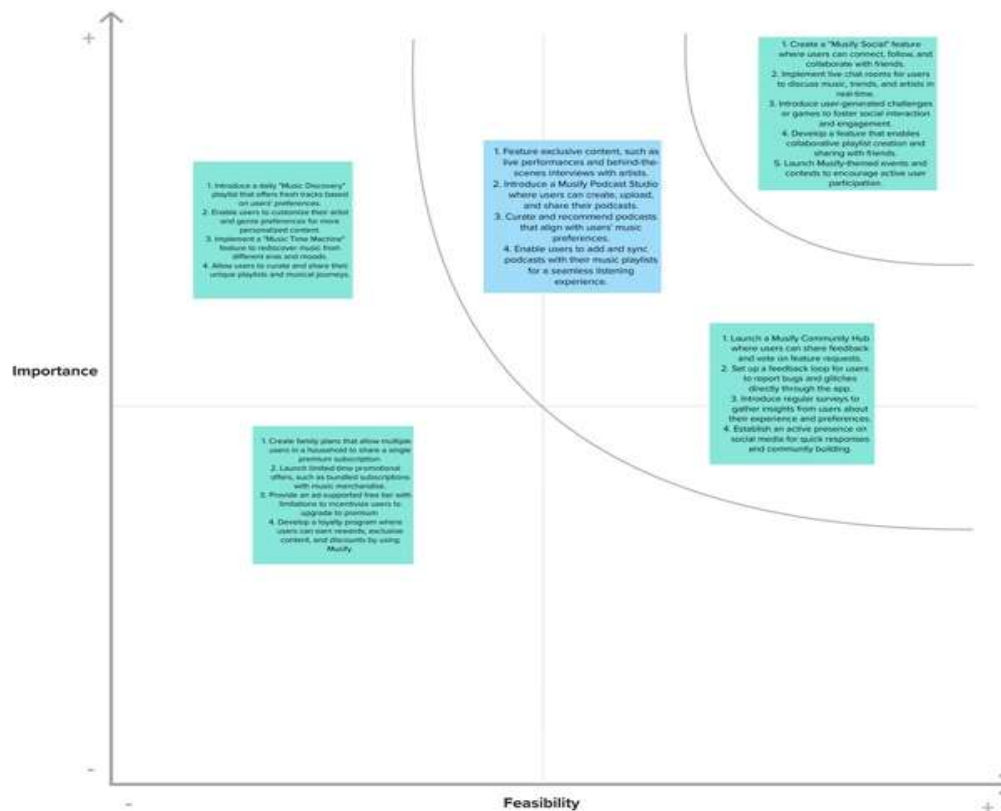 +
1. Create a "Musify Social" feature
where users can connect, follow, and
collaborate with friends.
2. Implement live chat rooms for users
to discuss music, trends, and artists in
real-time.
3. Introduce user-generated challenges
or games to foster social interaction
and engagement.
4. Develop a feature that enables
collaborative playlist creation and
sharing with friends.
5. Launch Musify-themed events and
contests to encourage active user
participation.
1. Feature exclusive content, such as
live performances and behind-the-
scenes interviews with artists.
2. Introduce a Musify Podcast Studio
where users can create, upload,
and share their podcasts.
3. Curate and recommend podcasts
that align with users' music
preferences.
4. Enable users to add and sync
podcasts with their music playlists
for a seamless listening
experience.
1. Introduce a daily "Music Discovery"
playlist that offers fresh tracks based
on users' preferences.
2. Enable users to customize their artist
and genre preferences for more
personalized content.
3. Implement a "Music Time Machine"
feature to rediscover music from
different eras and moods.
4. Allow users to curate and share their
unique playlists and musical journeys.
1. Launch a Musify Community Hub
where users can share feedback
and vote on feature requests.
2. Set up a feedback loop for users
to report bugs and glitches
directly through the app.
3. Introduce regular surveys to
gather insights from users about
their experience and preferences.
4. Establish an active presence on
social media for quick responses
and community building.
Importance
1. Create family plans that allow multiple
users in a household to share a single
premium subscription.
2. Launch limited-time promotional
offers, such as bundled subscriptions
with music merchandise.
3. Provide an ad-supported free tier with
limitations to incentivize users to
upgrade to premium
4. Develop a loyalty program where
users can earn rewards, exclusive
content, and discounts by using
Musify.
-
-
Feasibility
+